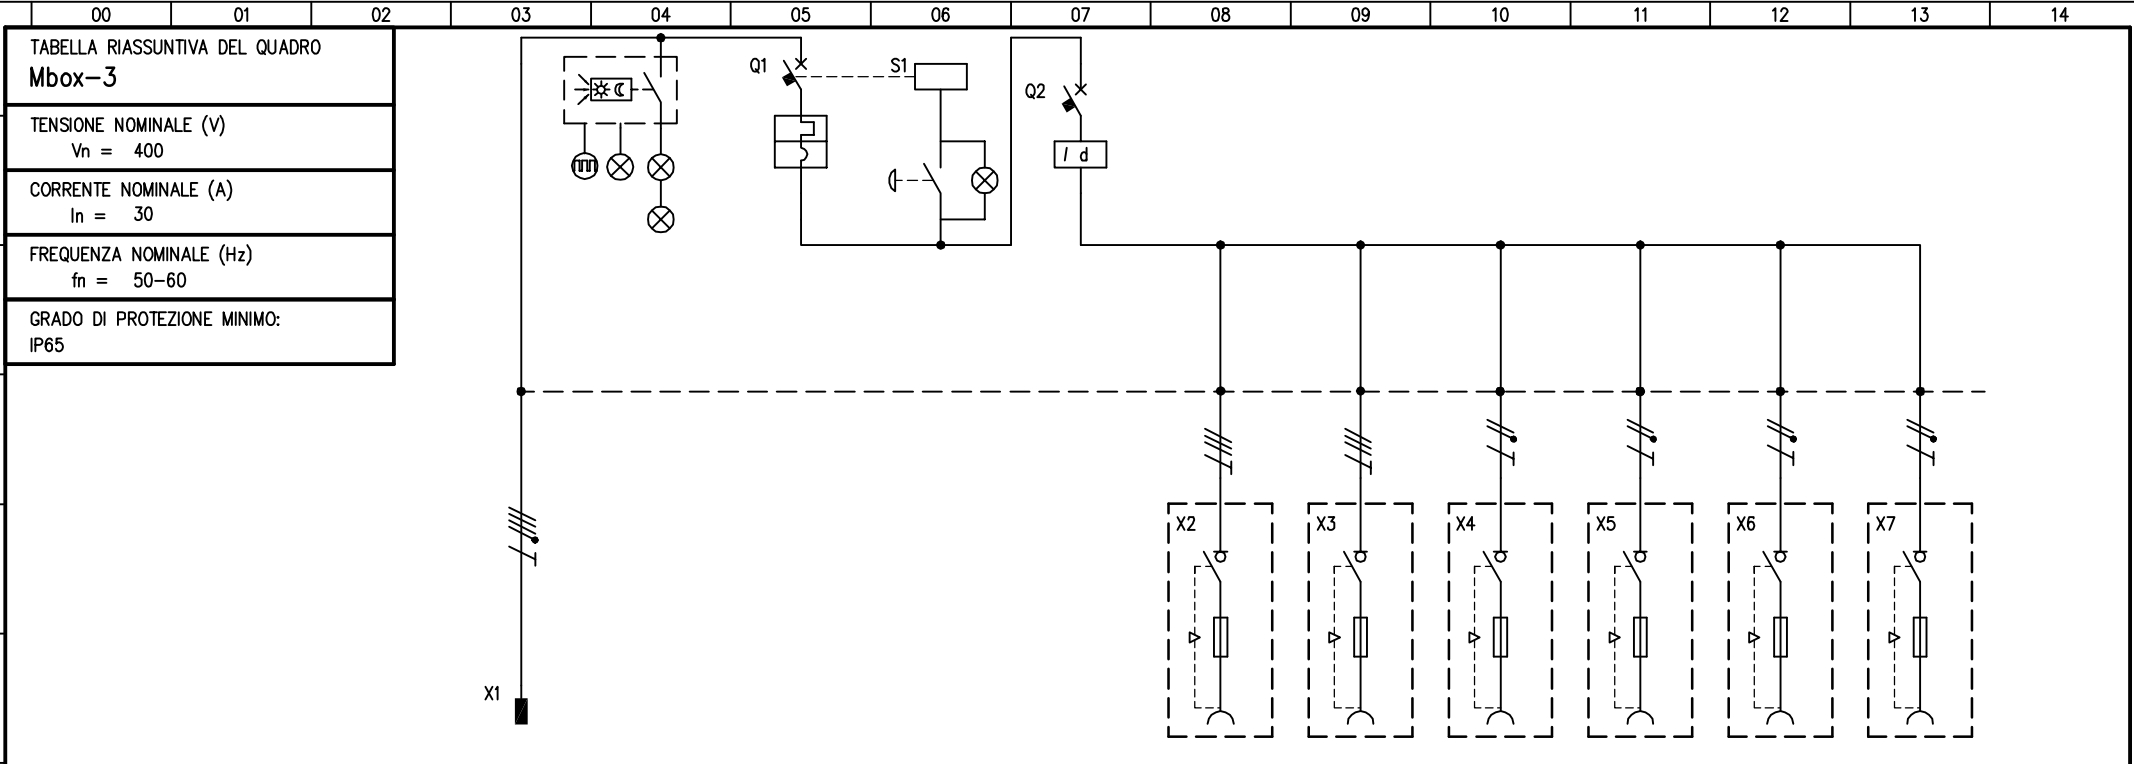 00 01 02 03 04 05 06 07 08 09 10 11 12 13 14
TABELLA RIASSUNTIVA DEL QUADRO
Mbox-3
TENSIONE NOMINALE (V)
Vn = 400
CORRENTE NOMINALE (A)
In = 30
FREQUENZA NOMINALE (Hz)
fn = 50-60
GRADO DI PROTEZIONE MINIMO:
IP65
Q1
S1
Q2
I d
X1
X2
X3
X4
X5
X6
X7